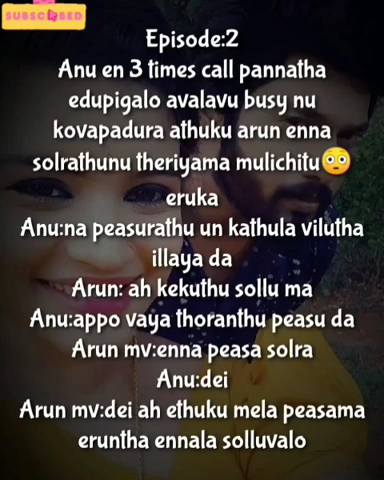 SUBSCRIBED
Episode:2
Anu en 3 times call pannatha
edupigalo avalavu busy nu
kovapadura athuku arun enna
solrathunu theriyama mulichitu😳
eruka
Anu:na peasurathu un kathula vilutha
illaya da
Arun: ah kekuthu sollu ma
Anu:appo vaya thoranthu peasu da
Arun mv:enna peasa solra
Anu:dei
Arun mv:dei ah ethuku mela peasama
eruntha ennala solluvalo